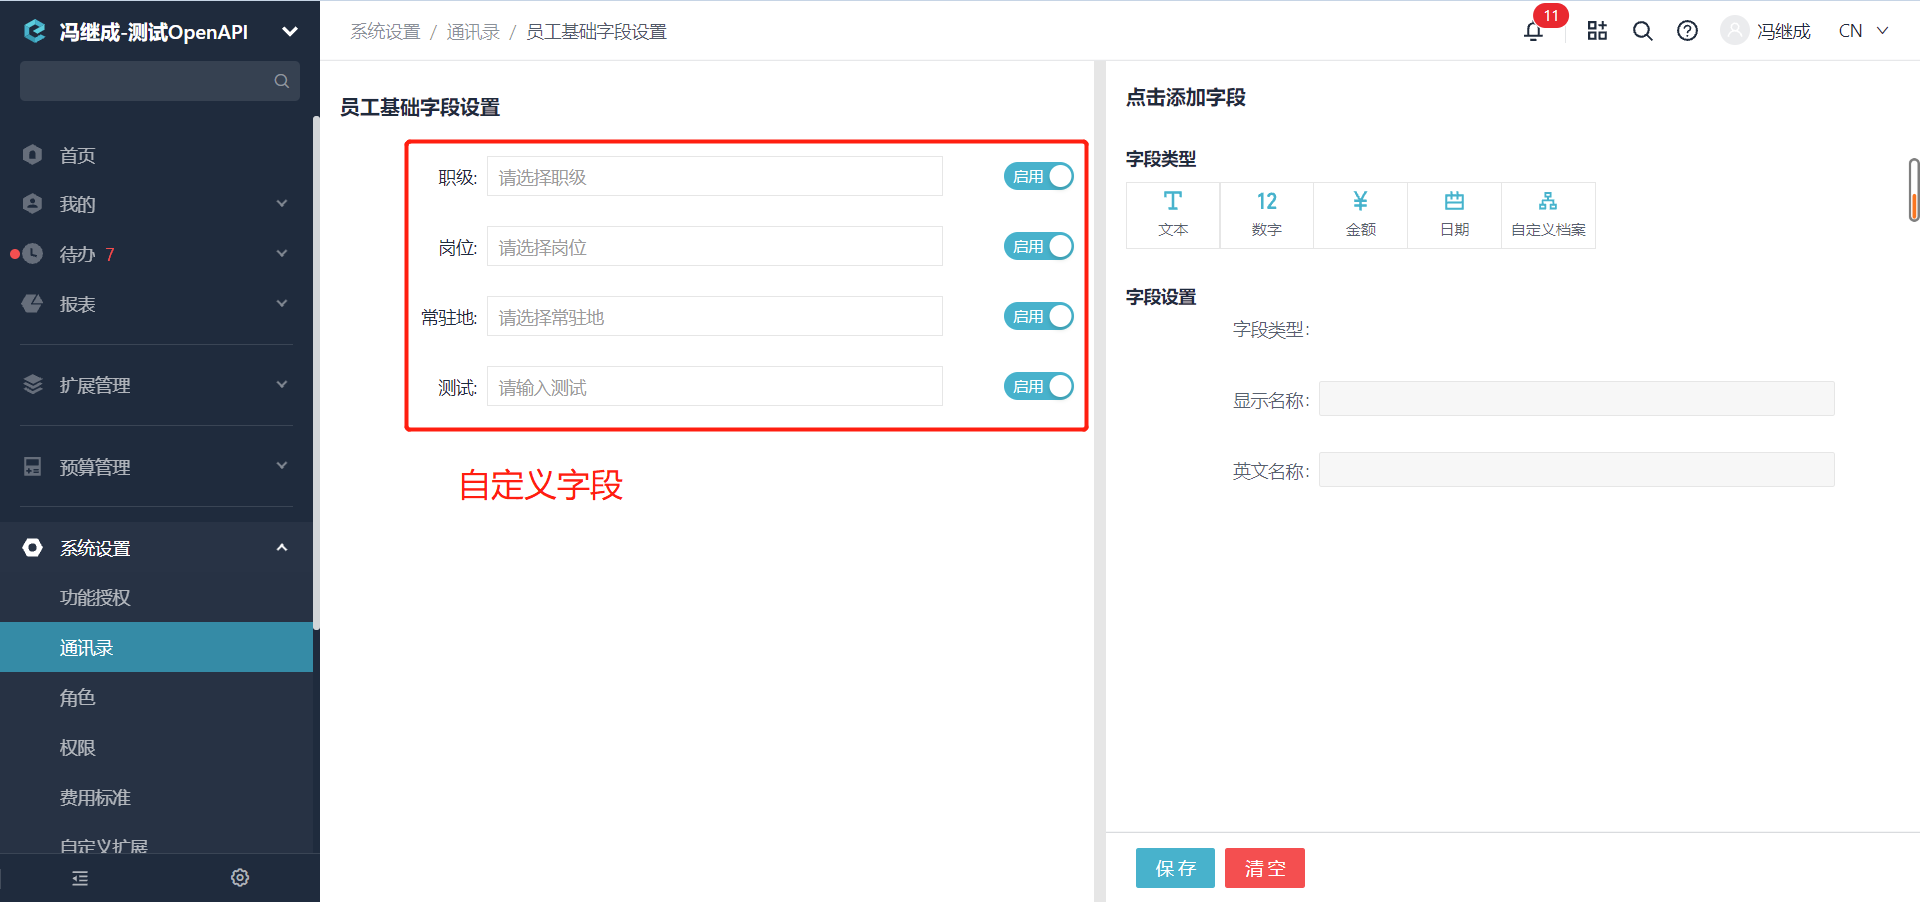 冯继成-测试OpenAPI
首页
我的
待办 7
报表
扩展管理
预算管理
系统设置
功能授权
通讯录
角色
权限
费用标准
自定义扩展
系统设置 / 通讯录 / 员工基础字段设置
11
冯继成
CN
员工基础字段设置
职级: 请选择职级 启用
岗位: 请选择岗位 启用
常驻地: 请选择常驻地 启用
测试: 请输入测试 启用
自定义字段
点击添加字段
字段类型
12
文本 数字 金额 日期 自定义档案
字段设置
字段类型:
显示名称:
英文名称:
保存 清空